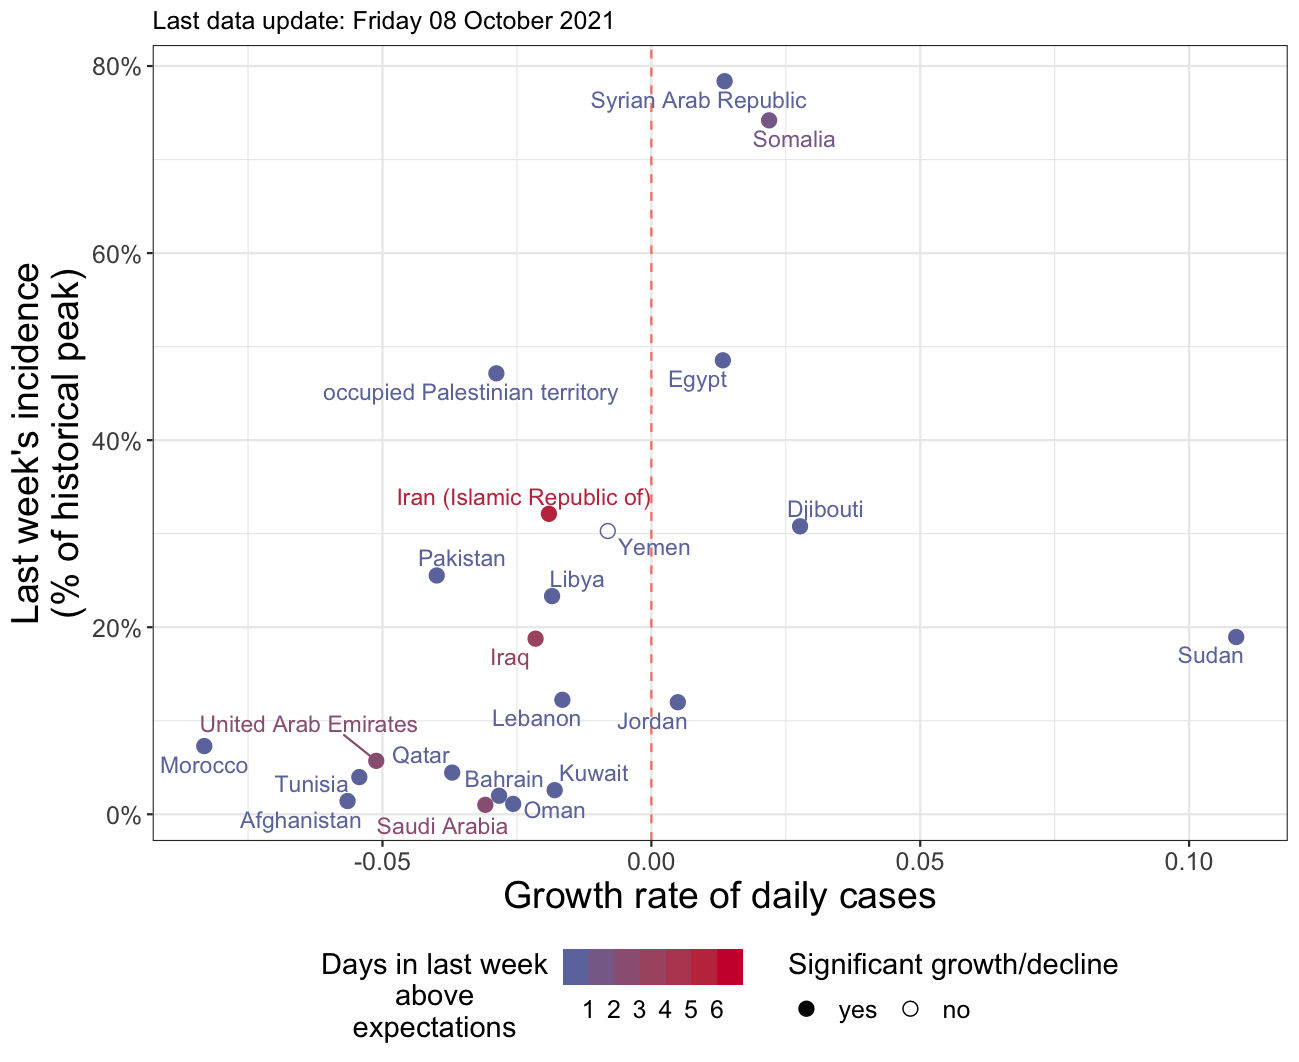 Last data update: Friday 08 October 2021
80%
60%
40%
20%
0%
Last week's incidence
(% of historical peak)
Syrian Arab Republic
Somalia
Egypt
occupied Palestinian territory
Iran (Islamic Republic of)
Djibouti
Yemen
Pakistan
Libya
Iraq
Sudan
Lebanon
Jordan
United Arab Emirates
Morocco
Qatar
Tunisia
Bahrain
Kuwait
Afghanistan
Saudi Arabia
Oman
-0.05
0.00
0.05
0.10
Growth rate of daily cases
Days in last week
above
expectations
1 2 3 4 5 6
Significant growth/decline
yes
no